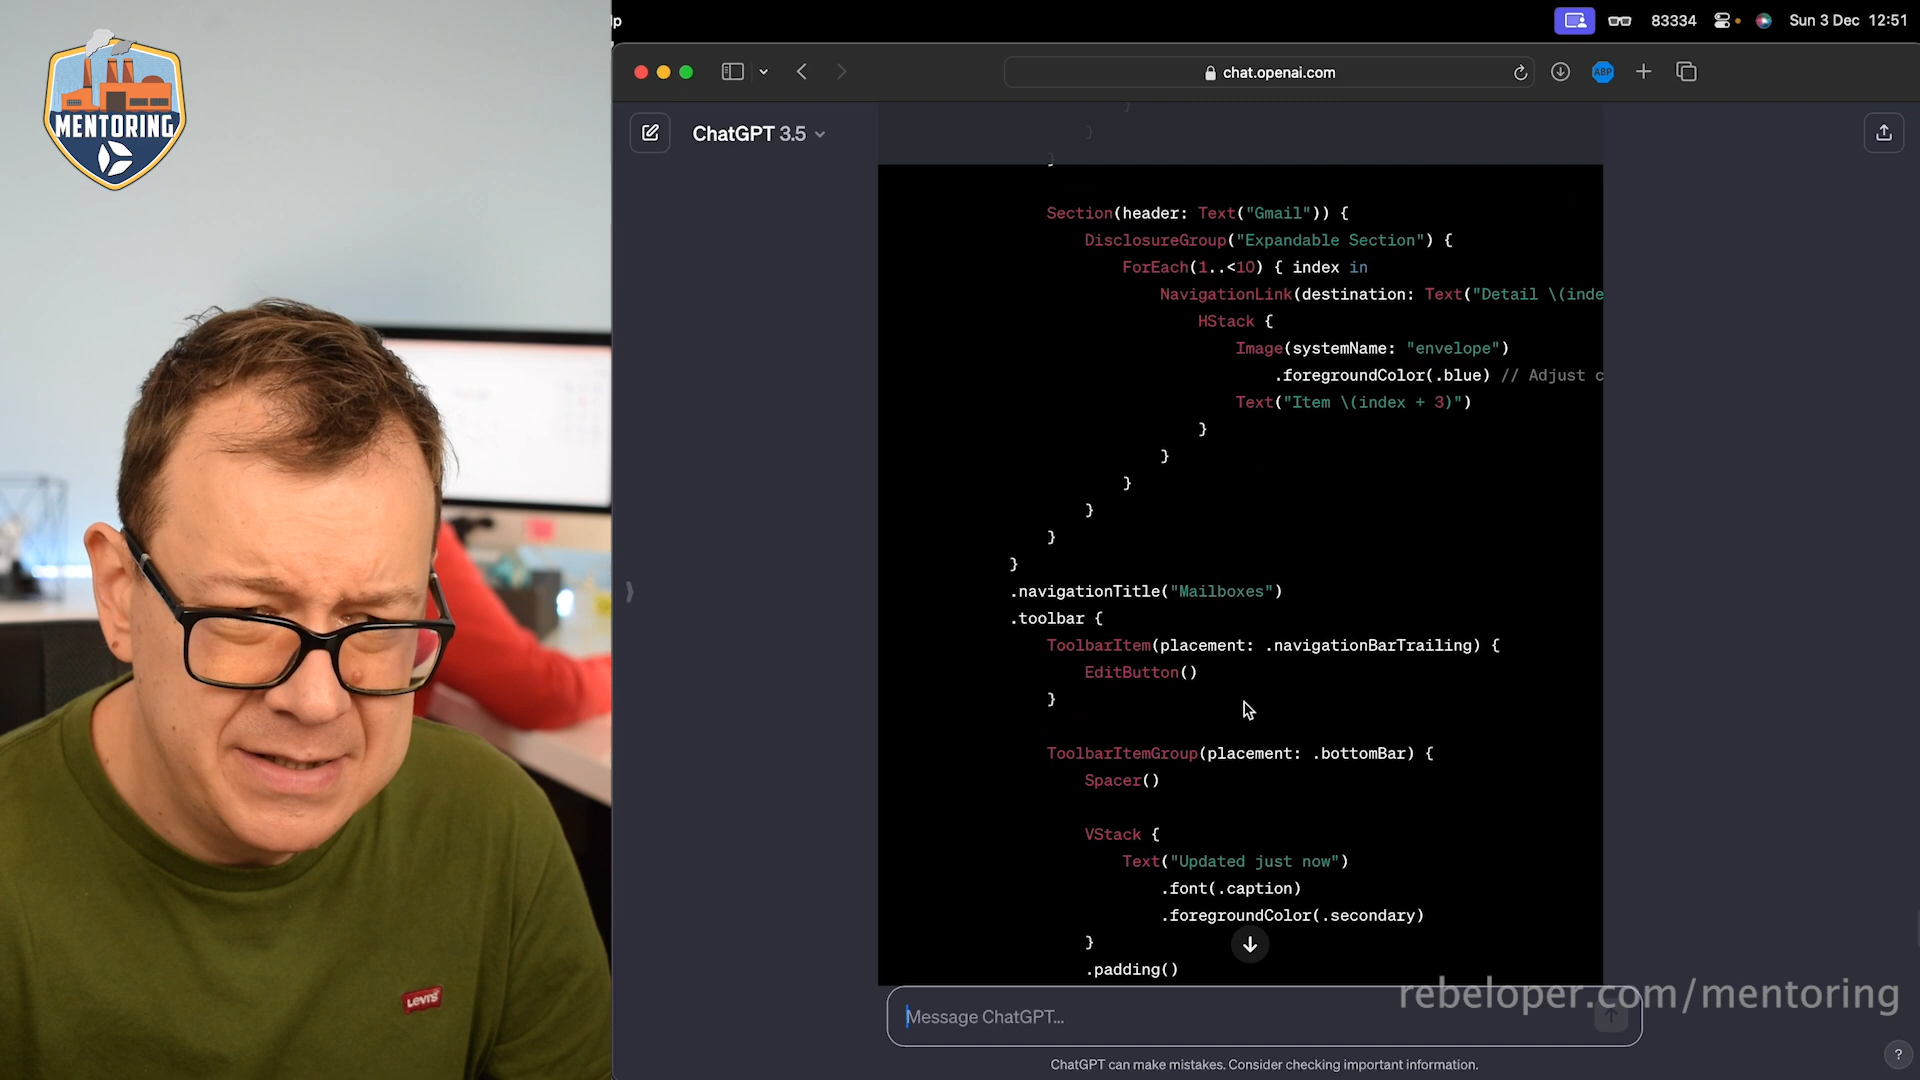 MENTORING
lp
83334
Sun 3 Dec 12:51
chat.openai.com
ABP
ChatGPT 3.5
}
}
}
Section(header: Text("Gmail")) {
DisclosureGroup("Expandable Section") {
ForEach(1..<10) { index in
NavigationLink(destination: Text("Detail \(inde
HStack {
Image(systemName: "envelope")
.foregroundColor(.blue) // Adjust c
Text("Item \(index + 3)")
}
}
}
}
}
}
.navigationTitle("Mailboxes")
.toolbar {
ToolbarItem(placement: .navigationBarTrailing) {
EditButton()
}
ToolbarItemGroup(placement: .bottomBar) {
Spacer()
VStack {
Text("Updated just now")
.font(.caption)
.foregroundColor(.secondary)
}
.padding()
Message ChatGPT...
rebeloper.com/mentoring
ChatGPT can make mistakes. Consider checking important information.
?
Levi's